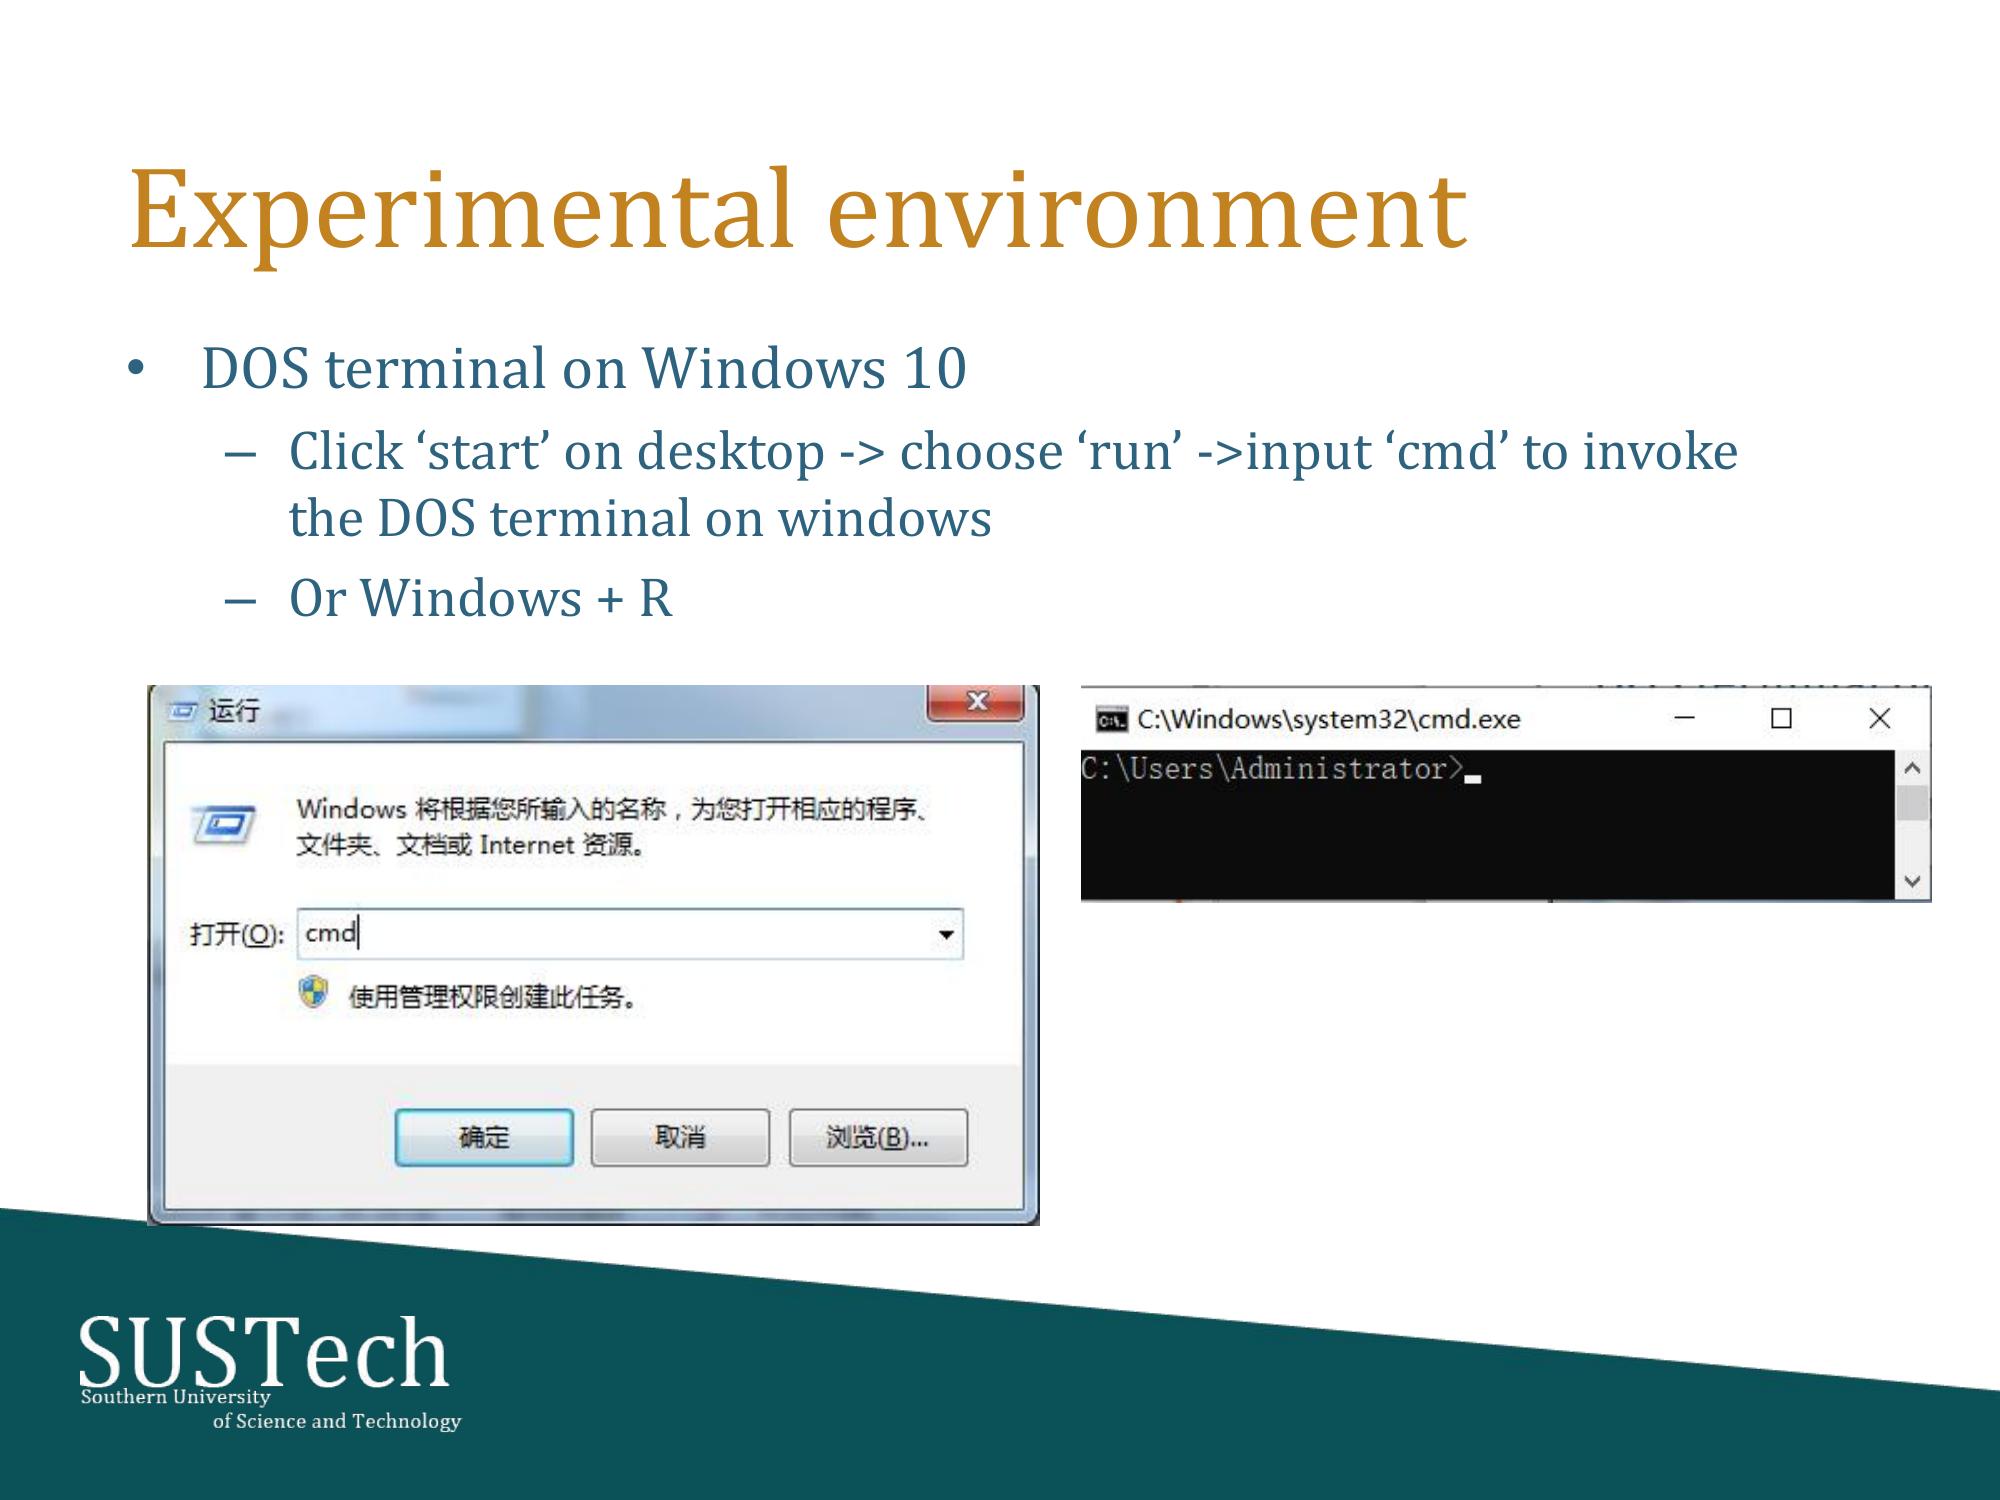 Experimental environment
• DOS terminal on Windows 10
– Click ‘start’ on desktop -> choose ‘run’ ->input ‘cmd’ to invoke
the DOS terminal on windows
– Or Windows + R
运行
Windows 将根据您所输入的名称，为您打开相应的程序、
文件夹、文档或 Internet 资源。
打开(O): cmd
使用管理权限创建此任务。
确定 取消 浏览(B)...
C:\Windows\system32\cmd.exe
C:\Users\Administrator>
SUSTech
Southern University
of Science and Technology